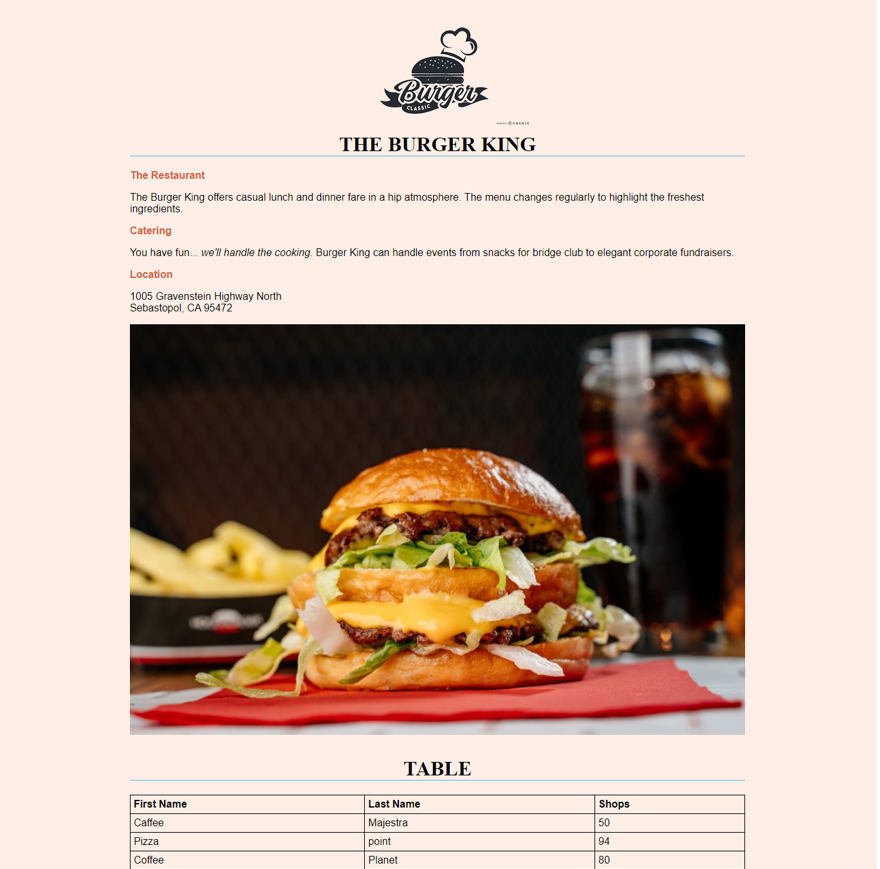 Burger
CLASSIC
THE BURGER KING
The Restaurant
The Burger King offers casual lunch and dinner fare in a hip atmosphere. The menu changes regularly to highlight the freshest
ingredients.
Catering
You have fun... we'll handle the cooking. Burger King can handle events from snacks for bridge club to elegant corporate fundraisers.
Location
1005 Gravenstein Highway North
Sebastopol, CA 95472
TABLE
First Name Last Name Shops
Caffee Majestra 50
Pizza point 94
Coffee Planet 80